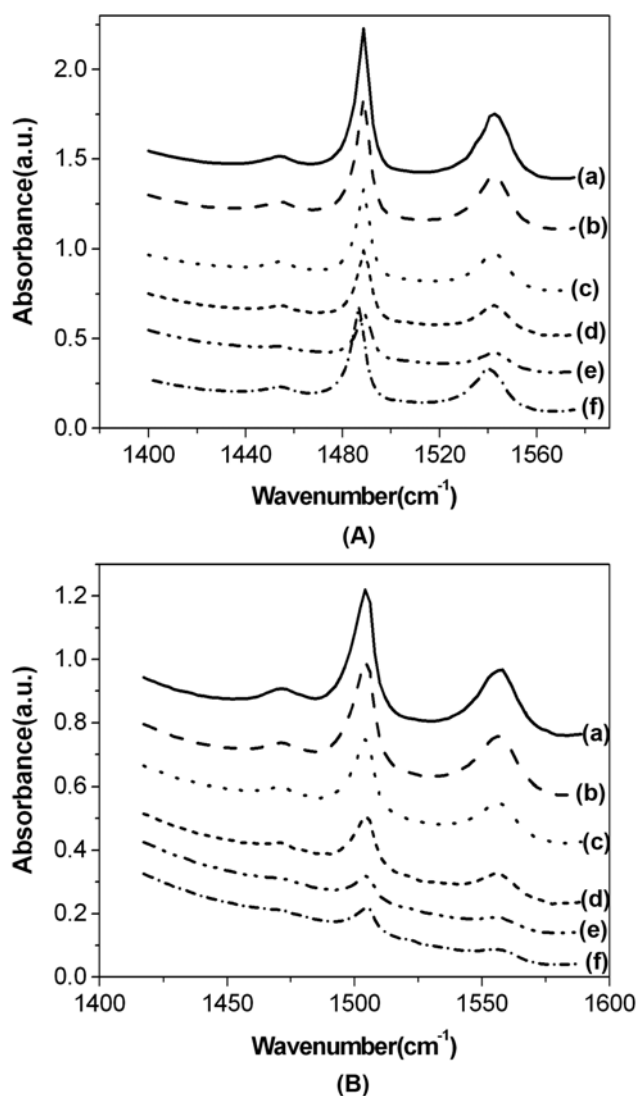 2.0
1.5
1.0
0.5
0.0
Absorbance(a.u.)
(a)
(b)
(c)
(d)
(e)
(f)
1400 1440 1480 1520 1560
Wavenumber(cm⁻¹)
(A)
1.2
1.0
0.8
0.6
0.4
0.2
0.0
Absorbance(a.u.)
(a)
(b)
(c)
(d)
(e)
(f)
1400 1450 1500 1550 1600
Wavenumber(cm⁻¹)
(B)